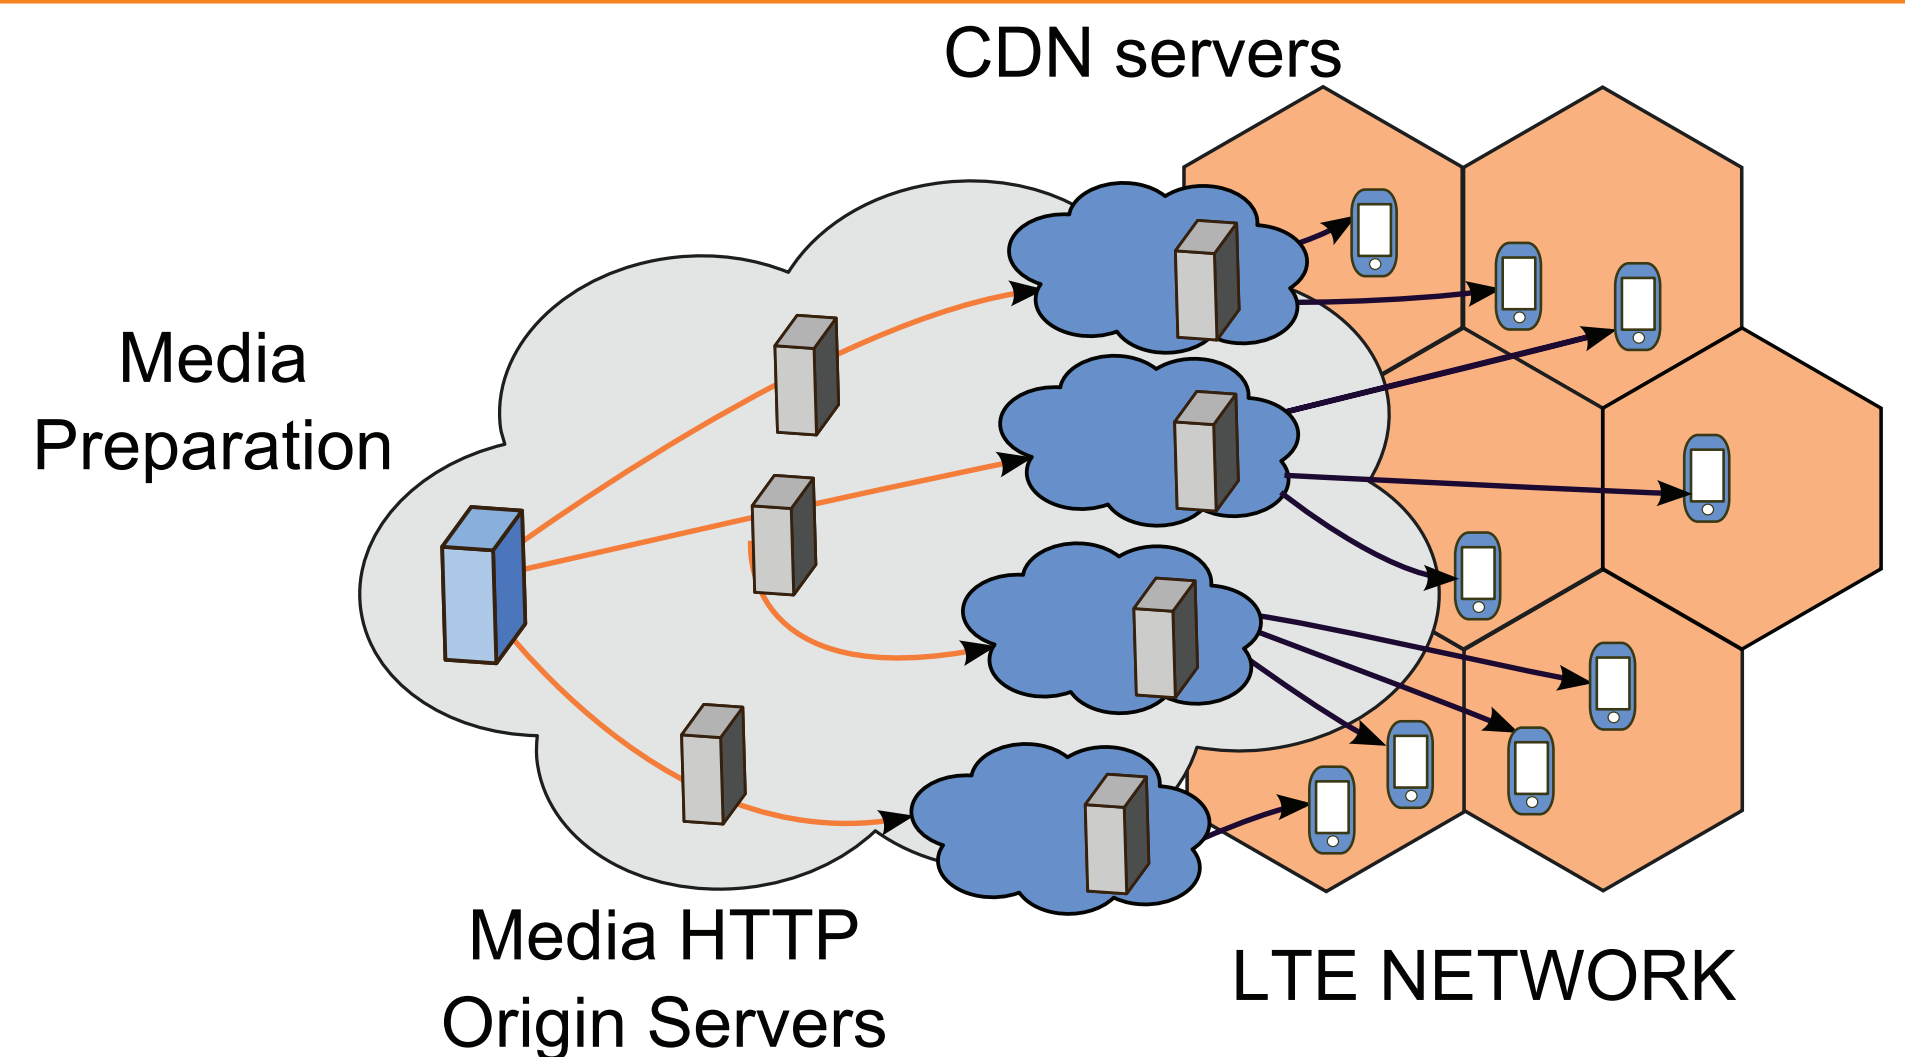 CDN servers
Media
Preparation
Media HTTP
Origin Servers
LTE NETWORK